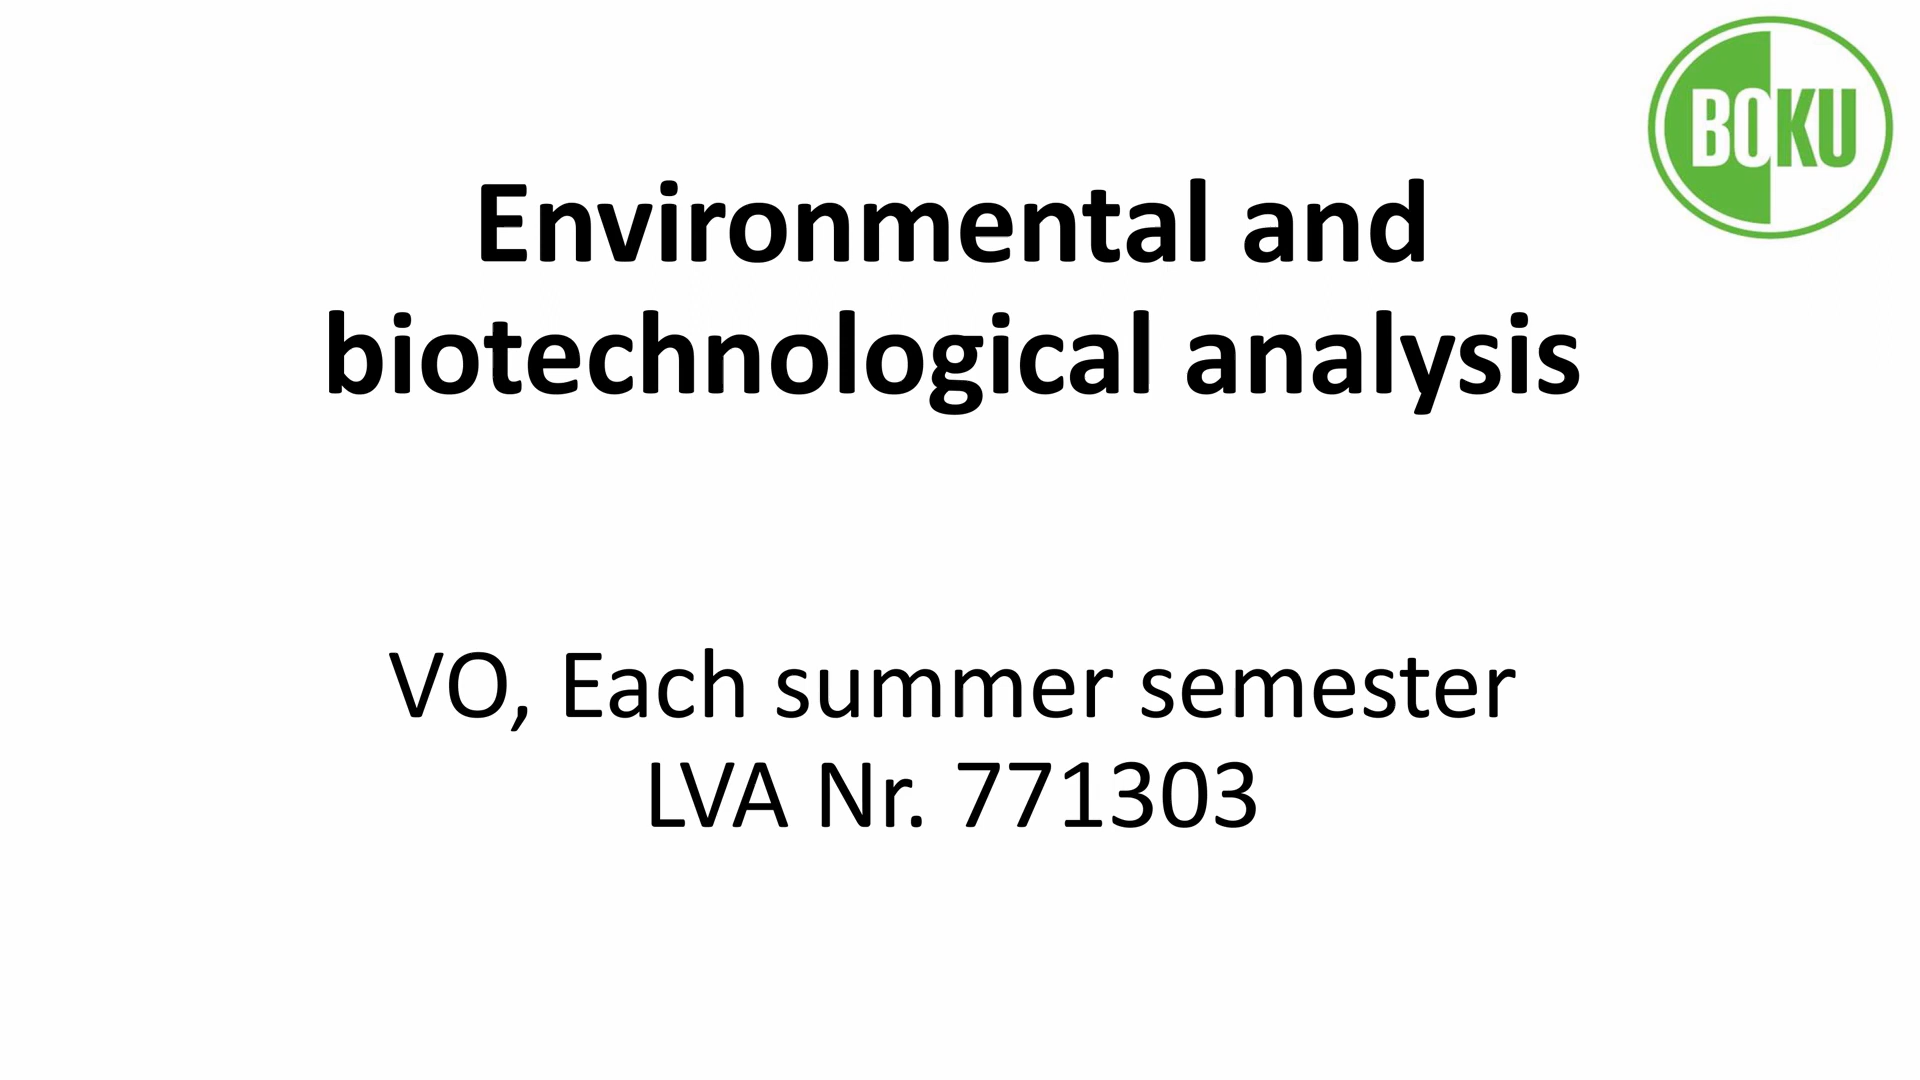 BOKU
Environmental and
biotechnological analysis
VO, Each summer semester
LVA Nr. 771303